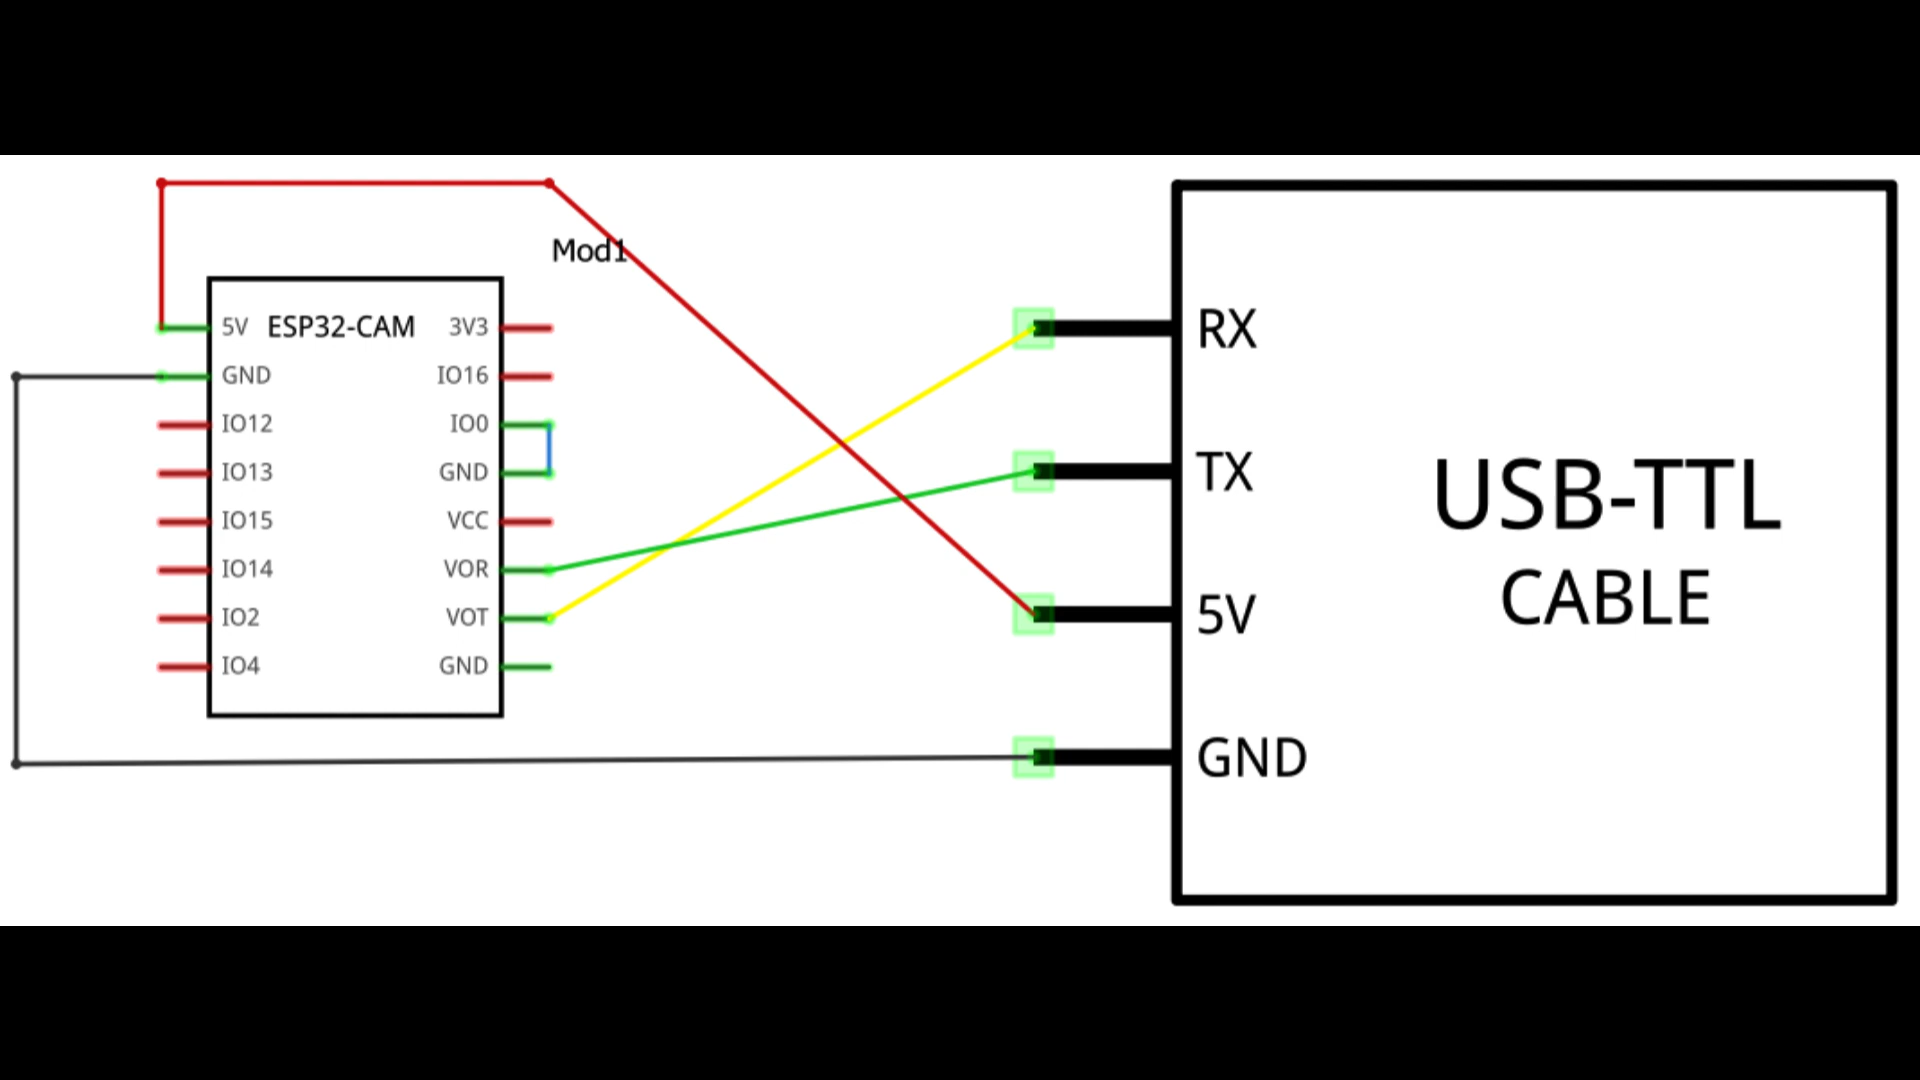 Mod1
ESP32-CAM
5V
GND
IO12
IO13
IO15
IO14
IO2
IO4
3V3
IO16
IO0
GND
VCC
VOR
VOT
GND
RX
TX
5V
GND
USB-TTL
CABLE